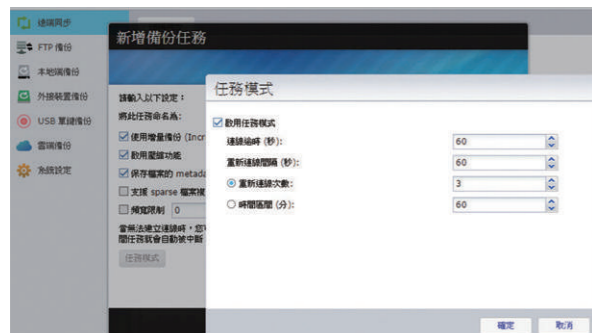 遠端同步
FTP 備份
本地端備份
外接裝置備份
USB 單鍵備份
雲端備份
系統設定
新增備份任務
請輸入以下設定：
將此任務命名為：
使用增量備份 (Incr
啟用壓縮功能
保存檔案的 metada
支援 sparse 檔案複
頻寬限制 0
當無法建立連線時，您
間任務就會自動被中斷
任務模式
任務模式
啟用任務模式
連線逾時 (秒): 60
重新連線間隔 (秒): 60
重新連線次數: 3
時間區間 (分): 60
確定 取消